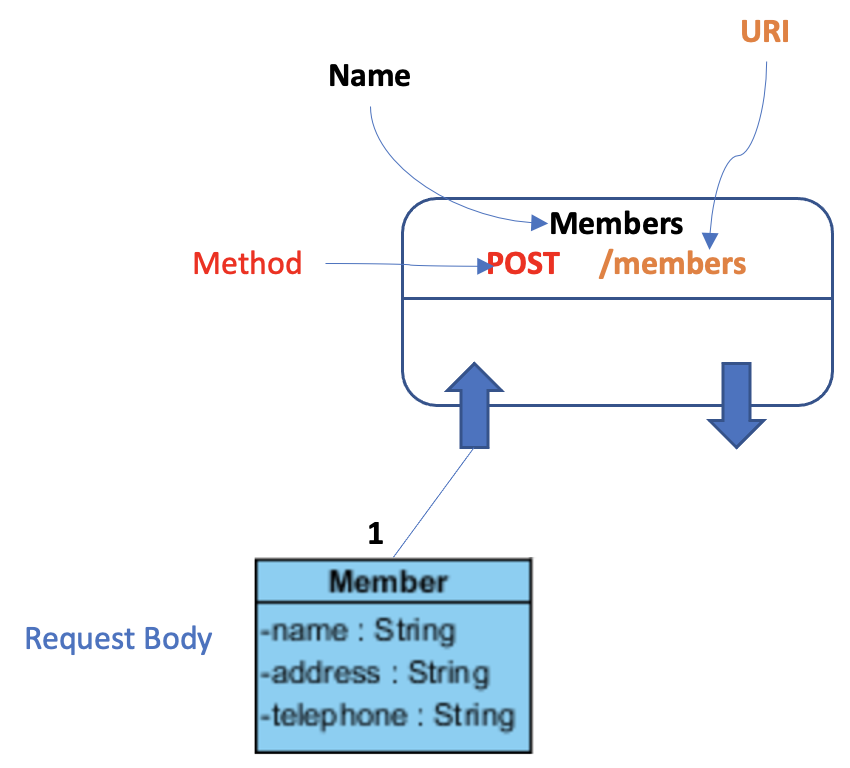 URI
Name
Members
Method
POST /members
1
Member
Request Body
-name : String
-address : String
-telephone : String